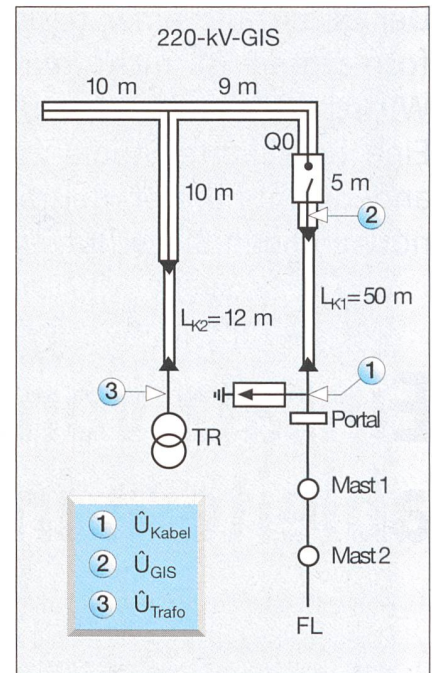 220-kV-GIS
10 m
9 m
Q0
10 m
5 m
2
L_K1=50 m
L_K2=12 m
1
3
Portal
TR
Mast 1
1 Û_Kabel
2 Û_GIS
Mast 2
3 Û_Trafo
FL